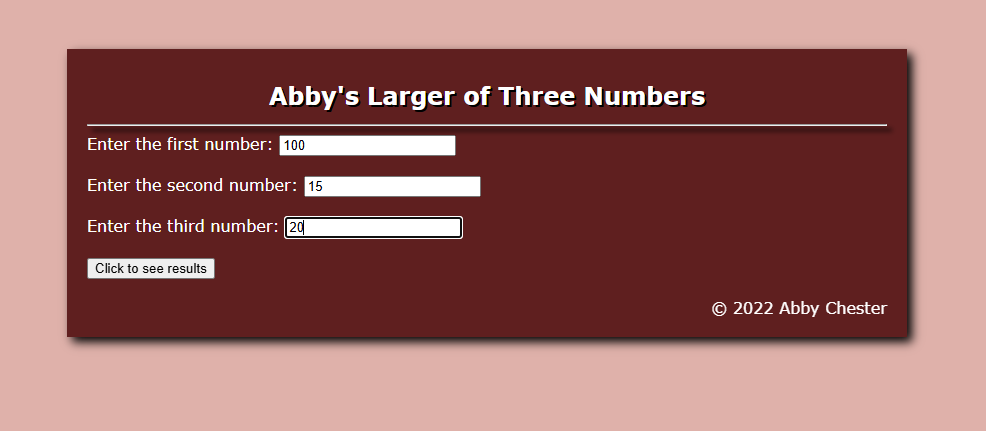 Abby's Larger of Three Numbers
Enter the first number: 100
Enter the second number: 15
Enter the third number: 20
Click to see results
© 2022 Abby Chester